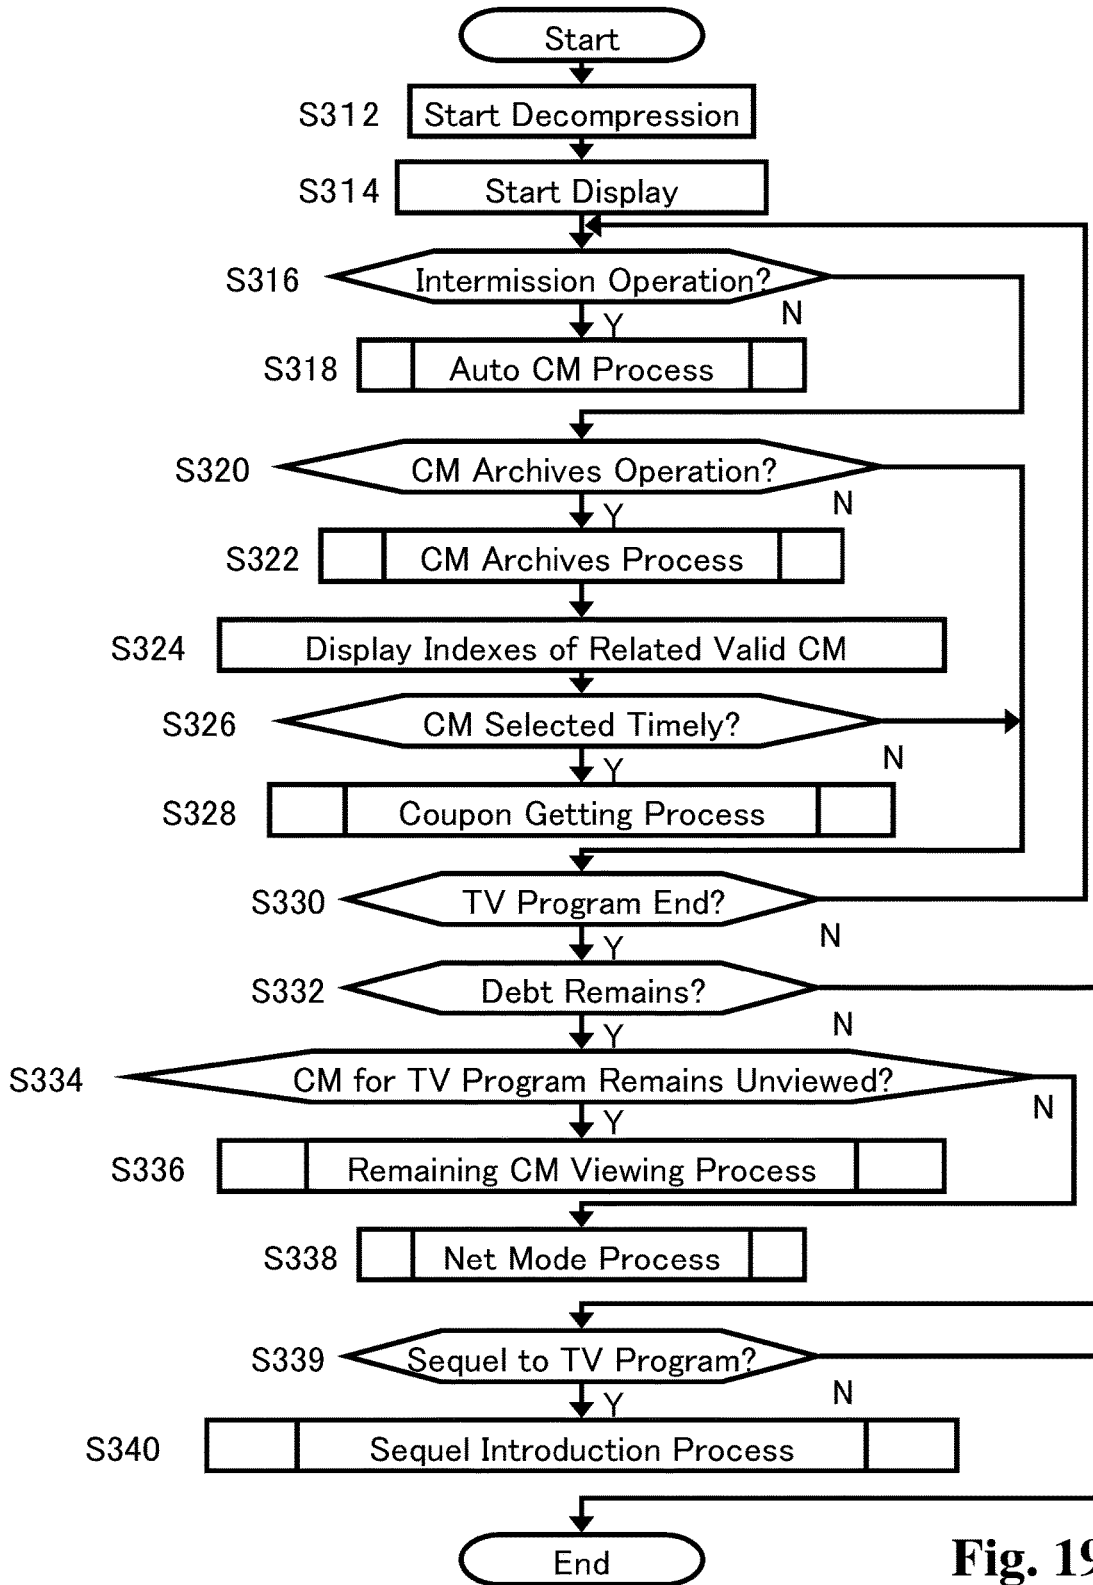 Start
S312 Start Decompression
S314 Start Display
S316 Intermission Operation?
Y N
S318 Auto CM Process
S320 CM Archives Operation?
Y N
S322 CM Archives Process
S324 Display Indexes of Related Valid CM
S326 CM Selected Timely?
Y N
S328 Coupon Getting Process
S330 TV Program End?
Y N
S332 Debt Remains?
Y N
S334 CM for TV Program Remains Unviewed?
Y N
S336 Remaining CM Viewing Process
S338 Net Mode Process
S339 Sequel to TV Program?
Y N
S340 Sequel Introduction Process
End
Fig. 19